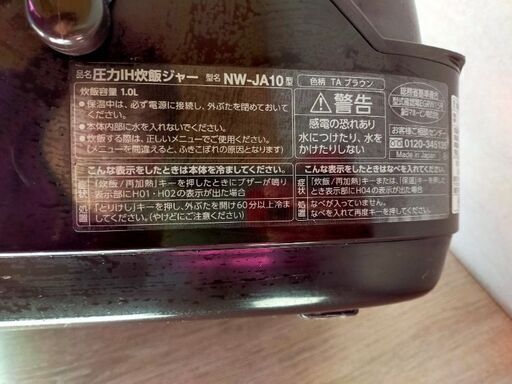 品名 圧力IH炊飯ジャー 型名 NW-JA10型 色柄 TA ブラウン
炊飯容量 1.0L
●保温中は、必ず電源に接続し、外ぶたを閉めておいてください。
●本体内部に水を入れないでください。
●炊飯する際は、正しいメニューでご使用ください。
(メニューを間違えると、ふきこぼれの原因となります)
⚠警告
感電の恐れあり
水につけたり、水を
かけたりしない
お客様ご相談センター
0120-345135
Made in Japan
こんな表示をしたときは本体を冷ましてください。
症状 「炊飯/再加熱」キーを押したときにブザーが鳴り
表示部にH01・H02の表示が出た場合
処置 「とりけし」キーを押し、外ぶたを開け60分以上冷ま
してください。(やけどにご注意ください)
こんな表示をしたときはなべを入れてください。
症状 「炊飯/再加熱」キーまたは、「保温」キーを押した
とき表示部にH04の表示が出た場合
処置 なべが入っていません。
なべを入れて再度キーを押してください。